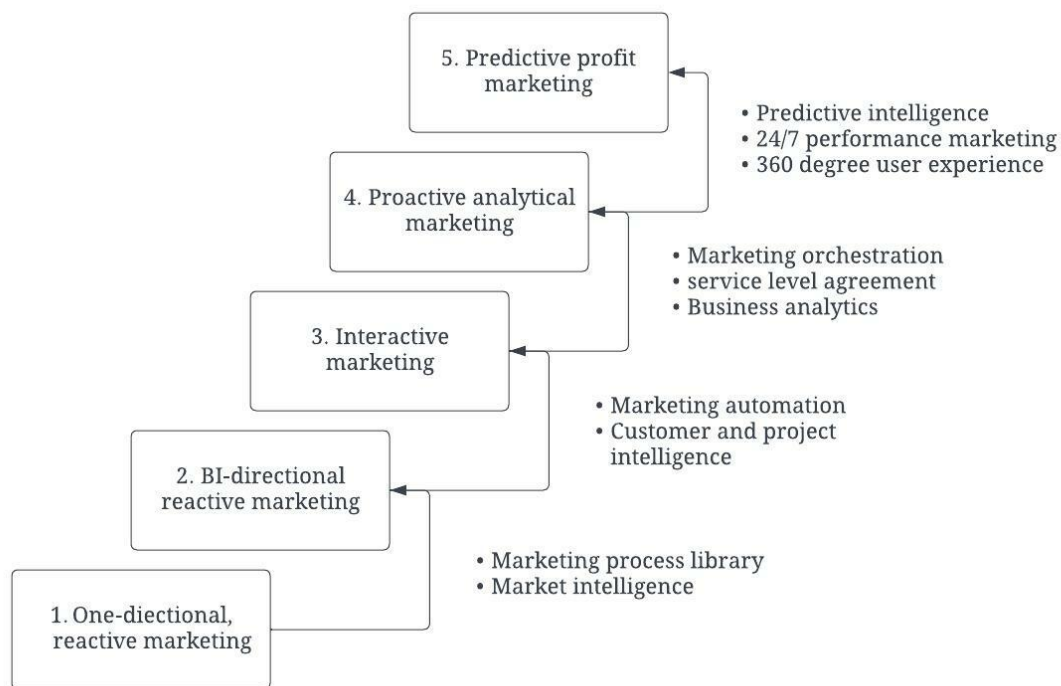 5. Predictive profit
marketing
• Predictive intelligence
• 24/7 performance marketing
• 360 degree user experience
4. Proactive analytical
marketing
• Marketing orchestration
• service level agreement
• Business analytics
3. Interactive
marketing
• Marketing automation
• Customer and project
intelligence
2. BI-directional
reactive marketing
• Marketing process library
• Market intelligence
1. One-diectional,
reactive marketing